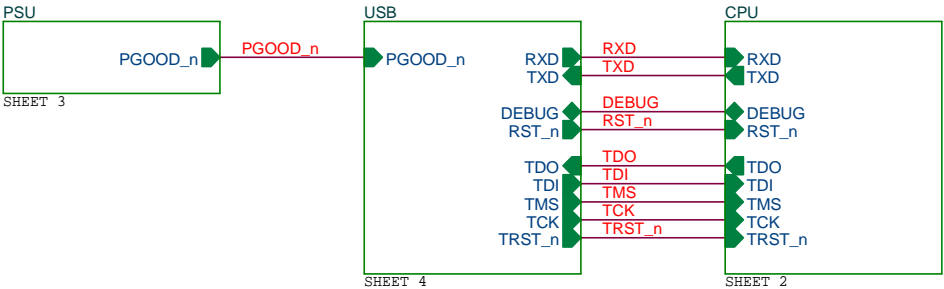 PSU
USB
CPU
PGOOD_n
PGOOD_n
PGOOD_n
RXD
RXD
RXD
TXD
TXD
TXD
DEBUG
DEBUG
DEBUG
RST_n
RST_n
RST_n
TDO
TDO
TDO
TDI
TDI
TDI
TMS
TMS
TMS
TCK
TCK
TCK
TRST_n
TRST_n
TRST_n
SHEET 3
SHEET 4
SHEET 2